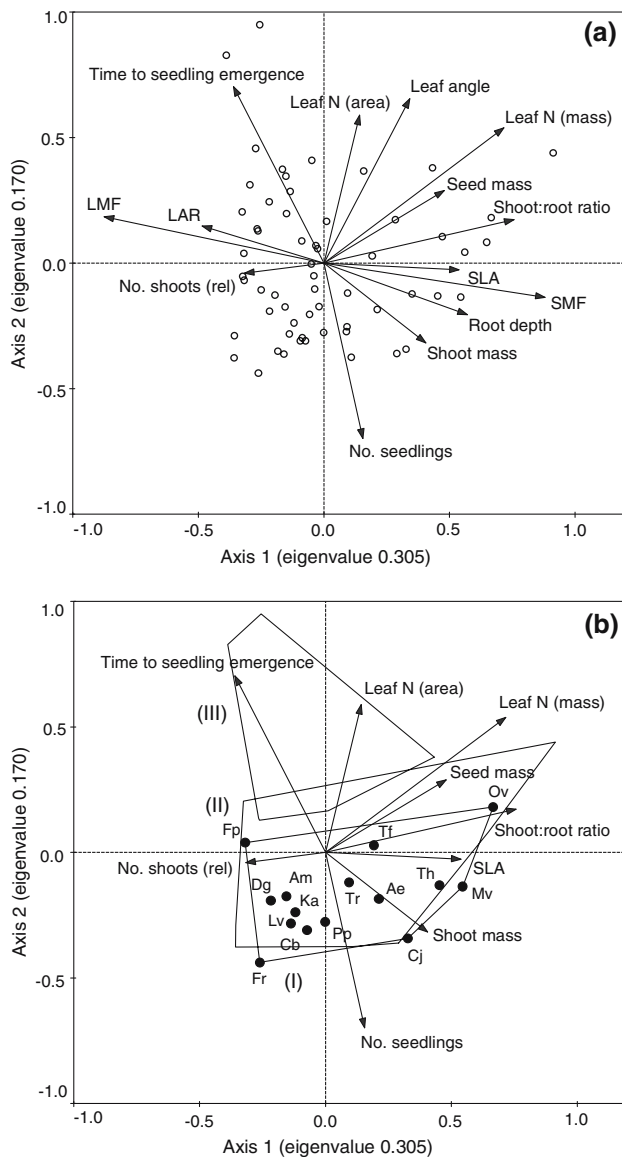 (a)
1.0
0.5
0.0
-0.5
-1.0
Axis 2 (eigenvalue 0.170)
Time to seedling emergence
Leaf N (area)
Leaf angle
Leaf N (mass)
Seed mass
Shoot:root ratio
LMF
LAR
No. shoots (rel)
SLA
SMF
Root depth
Shoot mass
No. seedlings
-1.0
-0.5
0.0
0.5
1.0
Axis 1 (eigenvalue 0.305)
(b)
1.0
0.5
0.0
-0.5
-1.0
Axis 2 (eigenvalue 0.170)
Time to seedling emergence
Leaf N (area)
Leaf N (mass)
(III)
Seed mass
Ov
(II)
Fp
Tf
Shoot:root ratio
No. shoots (rel)
SLA
Dg
Am
Ka
Tr
Ae
Th
Mv
Lv
Cb
Pp
Shoot mass
Cj
Fr
(I)
No. seedlings
-1.0
-0.5
0.0
0.5
1.0
Axis 1 (eigenvalue 0.305)